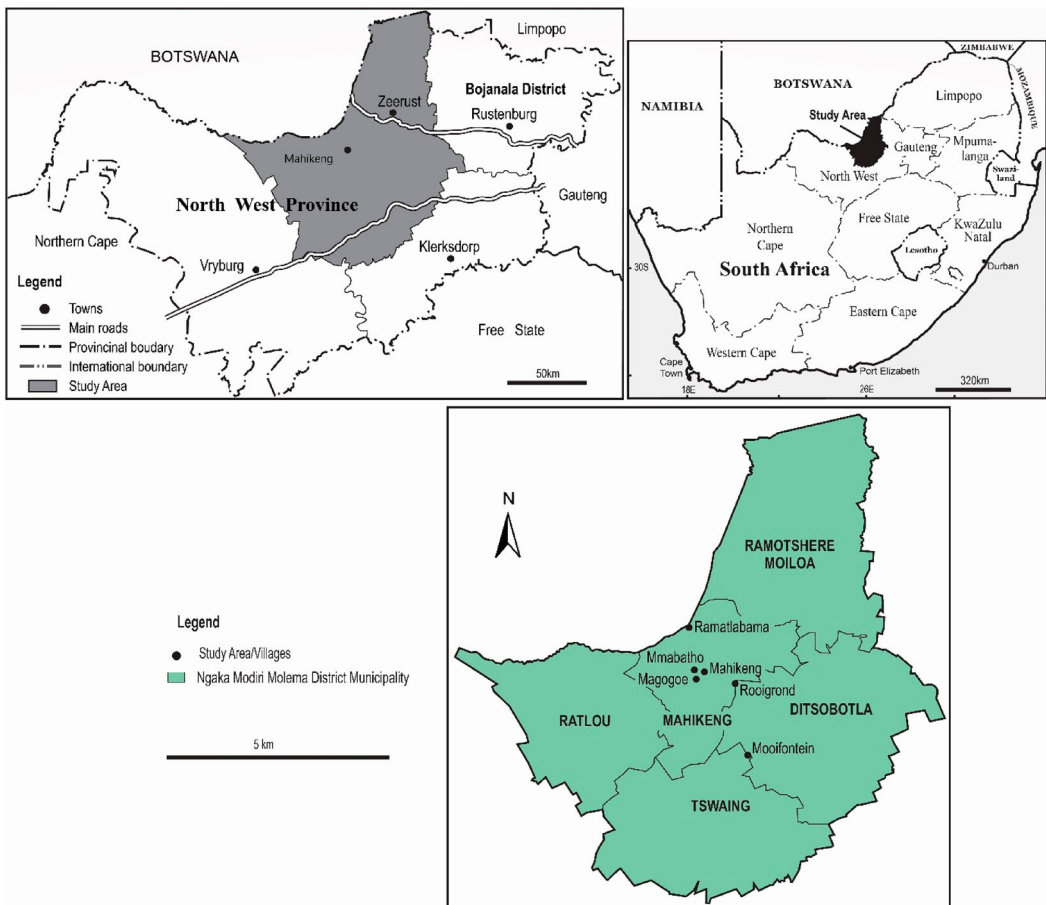 Limpopo
BOTSWANA
Bojanala District
Zeerust
Rustenburg
Mahikeng
Gauteng
North West Province
Northern Cape
Klerksdorp
Vryburg
Legend
Towns
Main roads
Provincinal boudary
International boundary
Study Area
Free State
50km
ZIMBABWE
BOTSWANA
MOZAMBIQUE
NAMIBIA
Limpopo
Study Area
Gauteng
Mpuma-
langa
North West
Swazi-
land
Free State
KwaZulu
Natal
Northern
Cape
Lesotho
30S
South Africa
Durban
Eastern Cape
Western Cape
Cape
Town
Port Elizabeth
18E
26E
320km
N
RAMOTSHERE
MOILOA
Legend
Study Area/Villages
Ngaka Modiri Molema District Municipality
5 km
Ramatlabama
Mmabatho
Mahikeng
Magogoe
Rooigrond
RATLOU
MAHIKENG
DITSOBOTLA
Mooifontein
TSWAING